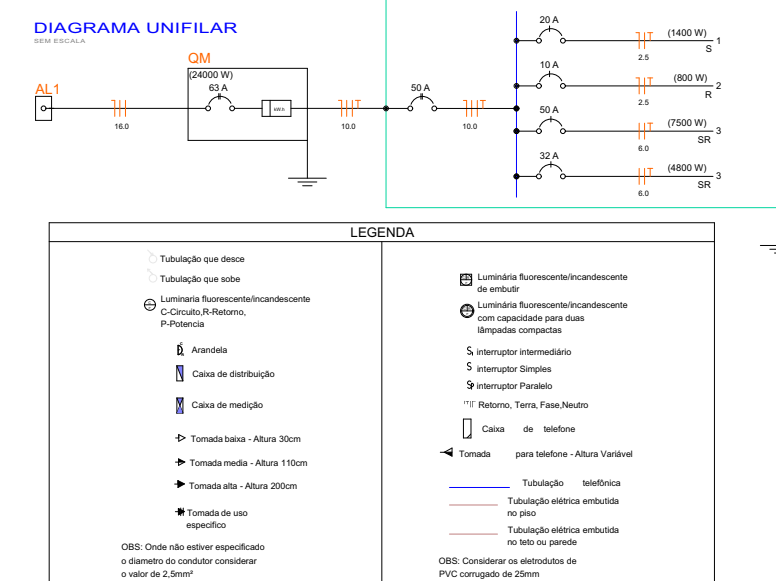 DIAGRAMA UNIFILAR
SEM ESCALA
QM
(24000 W)
63 A
AL1
16.0
10.0
50 A
10.0
20 A
(1400 W)
1
S
2.5
10 A
(800 W)
2
R
2.5
50 A
(7500 W)
3
SR
6.0
32 A
(4800 W)
3
SR
6.0
LEGENDA
Tubulação que desce
Tubulação que sobe
Luminaria fluorescente/incandescente
C-Circuito,R-Retorno,
P-Potencia
Arandela
Caixa de distribuição
Caixa de medição
Tomada baixa - Altura 30cm
Tomada media - Altura 110cm
Tomada alta - Altura 200cm
Tomada de uso
especifico
OBS: Onde não estiver especificado
o diametro do condutor considerar
o valor de 2,5mm²
Luminária fluorescente/incandescente
de embutir
Luminária fluorescente/incandescente
com capacidade para duas
lâmpadas compactas
interruptor intermediário
S interruptor Simples
interruptor Paralelo
Retorno, Terra, Fase,Neutro
Caixa de telefone
Tomada para telefone - Altura Variável
Tubulação telefônica
Tubulação elétrica embutida
no piso
Tubulação elétrica embutida
no teto ou parede
OBS: Considerar os eletrodutos de
PVC corrugado de 25mm